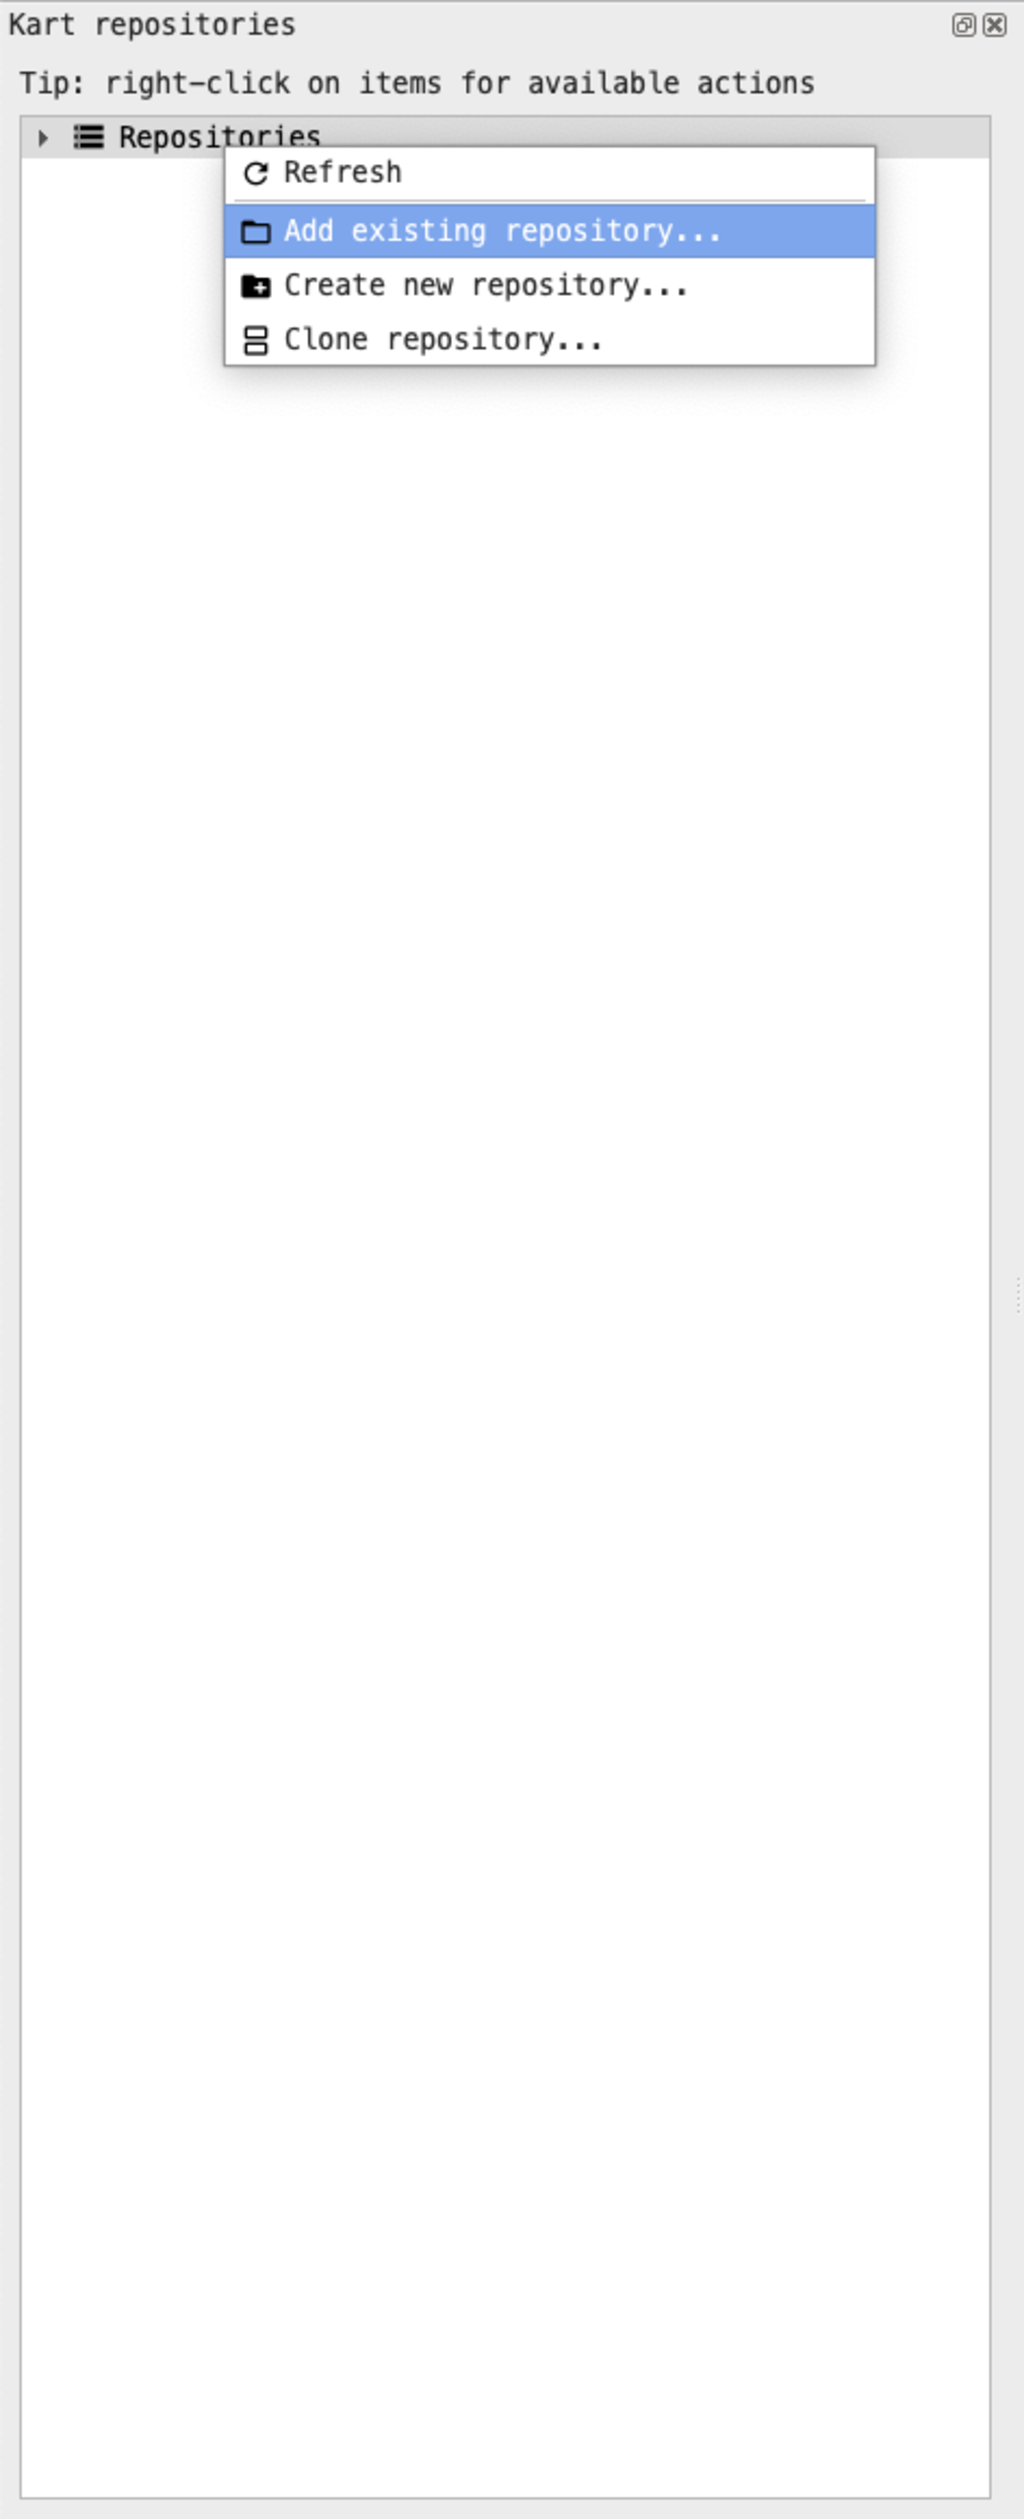 Kart repositories
Tip: right-click on items for available actions
Repositories
Refresh
Add existing repository...
Create new repository...
Clone repository...